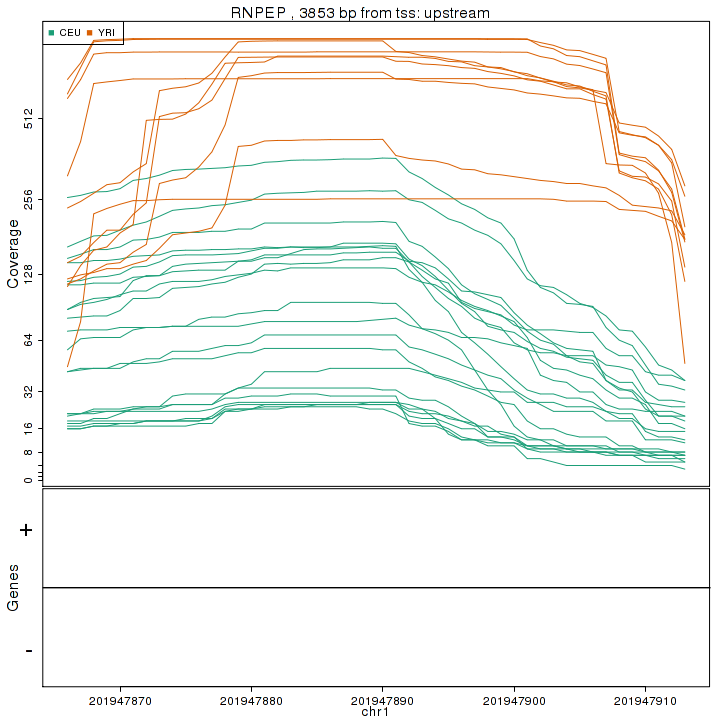 RNPEP , 3853 bp from tss: upstream
CEU YRI
Coverage
512
256
128
64
32
16
8
0
Genes
+
-
201947870 201947880 201947890 201947900 201947910
chr1